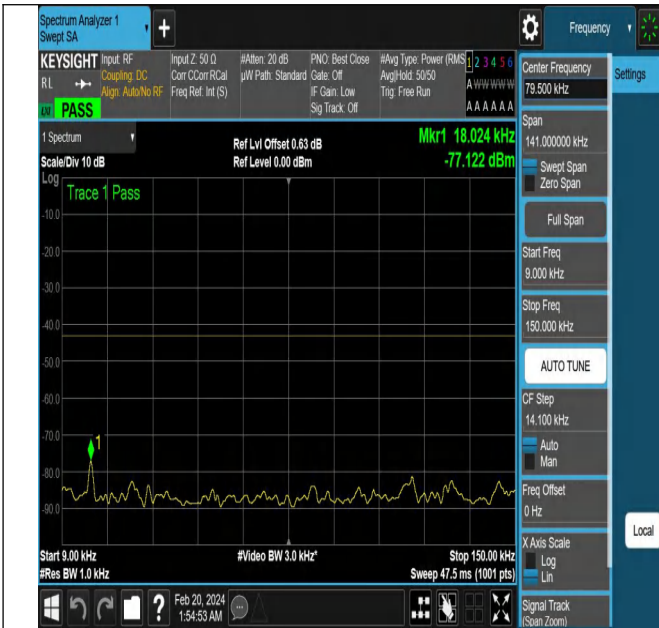 Spectrum Analyzer 1
Swept SA
+
Frequency
KEYSIGHT
RL
PASS
Input: RF
Coupling: DC
Align: Auto/No RF
Input Z: 50 Ω
Corr CCorr RCal
Freq Ref: Int (S)
#Atten: 20 dB
µW Path: Standard
PNO: Best Close
Gate: Off
IF Gain: Low
Sig Track: Off
#Avg Type: Power (RMS
Avg|Hold: 50/50
Trig: Free Run
1 2 3 4 5 6
A W W W W W
A A A A A A
1 Spectrum
Scale/Div 10 dB
Log
Ref Lvl Offset 0.63 dB
Ref Level 0.00 dBm
Mkr1 18.024 kHz
-77.122 dBm
Trace 1 Pass
-10.0
-20.0
-30.0
-40.0
-50.0
-60.0
-70.0
-80.0
-90.0
1
Start 9.00 kHz
#Res BW 1.0 kHz
#Video BW 3.0 kHz*
Stop 150.00 kHz
Sweep 47.5 ms (1001 pts)
?
Feb 20, 2024
1:54:53 AM
Center Frequency
79.500 kHz
Span
141.000000 kHz
Swept Span
Zero Span
Full Span
Start Freq
9.000 kHz
Stop Freq
150.000 kHz
AUTO TUNE
CF Step
14.100 kHz
Auto
Man
Freq Offset
0 Hz
X Axis Scale
Log
Lin
Signal Track
(Span Zoom)
Settings
Local